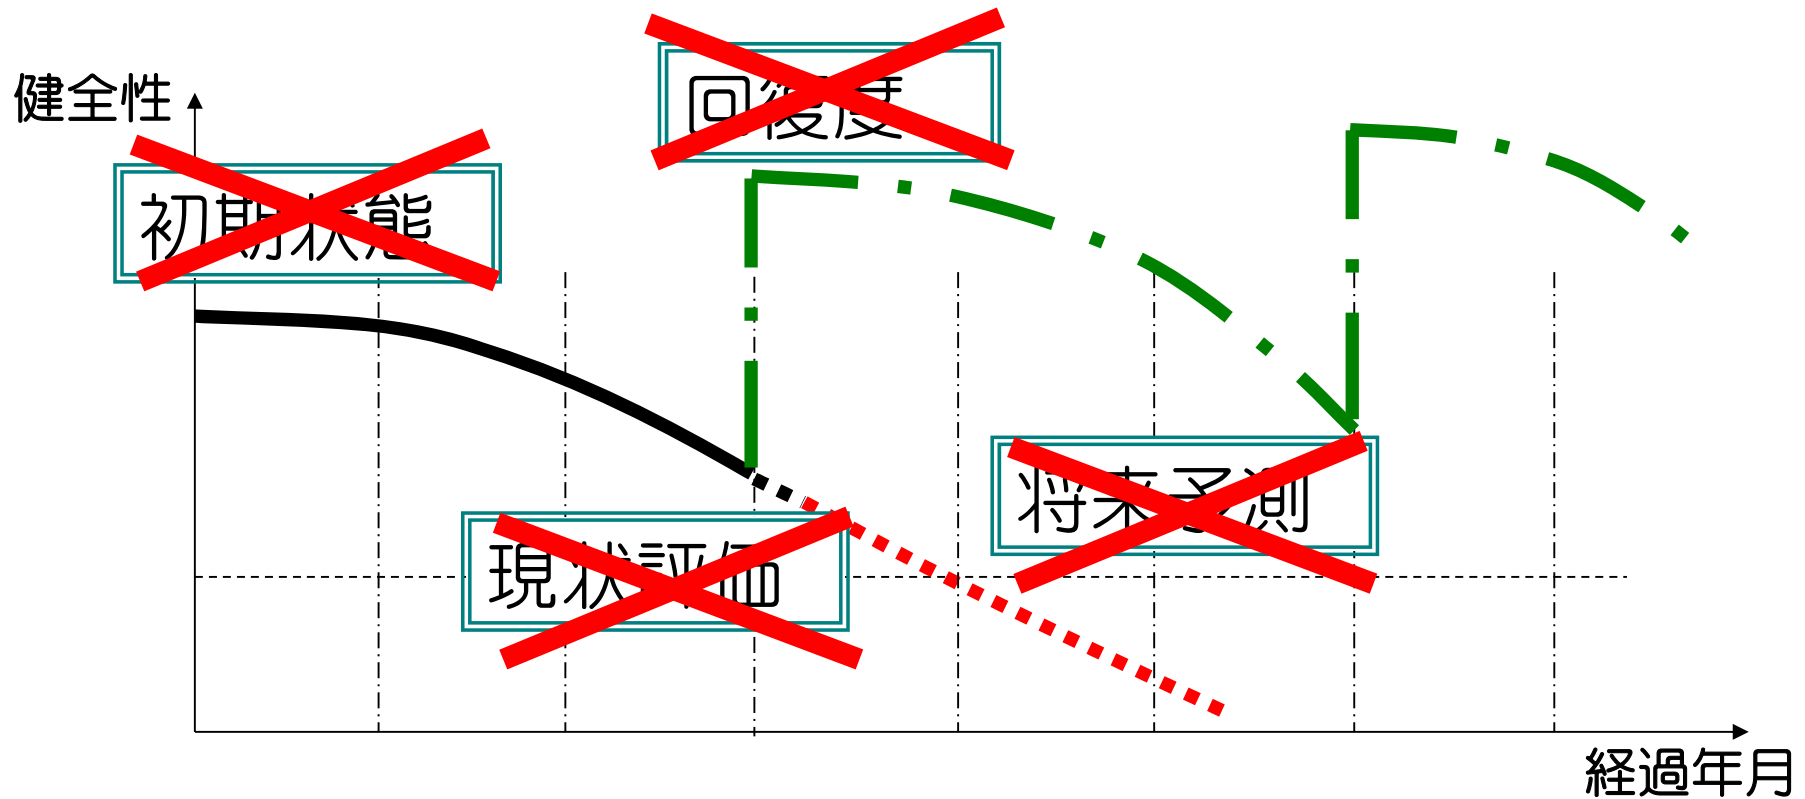 健全性
回復度
初期状態
将来予測
現状評価
経過年月